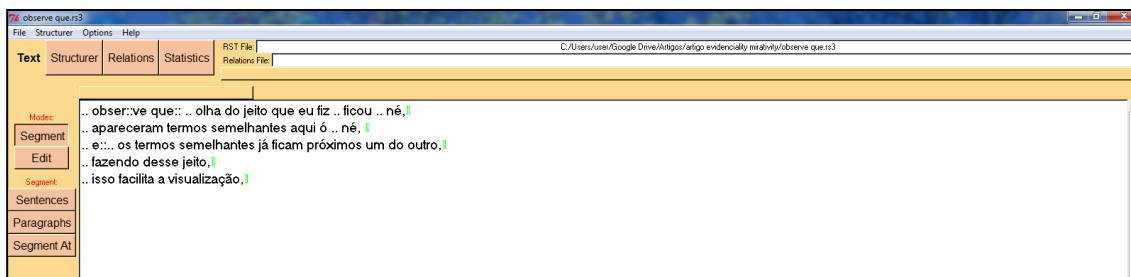 observe que.rs3
File Structurer Options Help
Text Structurer Relations Statistics
RST File: C:/Users/user/Google Drive/Artigos/artigo evidenciality mirativity/observe que.rs3
Relations File:
Modes:
Segment
Edit
Segment:
Sentences
Paragraphs
Segment At
.. obser::ve que:: .. olha do jeito que eu fiz .. ficou .. né,
.. apareceram termos semelhantes aqui ó .. né,
.. e::.. os termos semelhantes já ficam próximos um do outro,
.. fazendo desse jeito,
.. isso facilita a visualização,